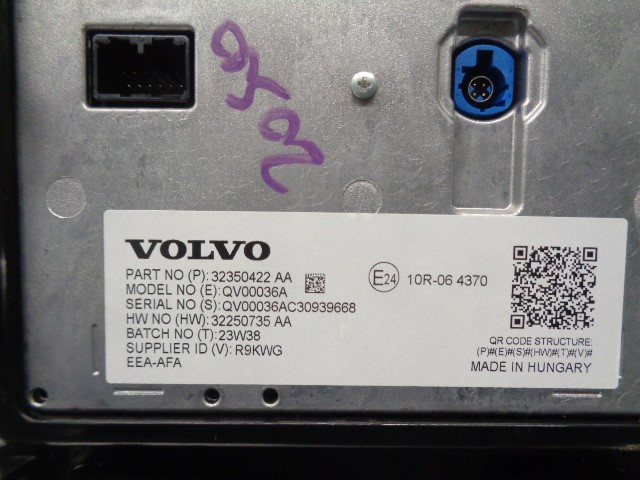 VOLVO
PART NO (P): 32350422 AA
MODEL NO (E): QV00036A
SERIAL NO (S): QV00036AC30939668
HW NO (HW): 32250735 AA
BATCH NO (T): 23W38
SUPPLIER ID (V): R9KWG
EEA-AFA
E24 10R-06 4370
QR CODE STRUCTURE:
(P)#(E)#(S)#(HW)#(T)#(V)#
MADE IN HUNGARY